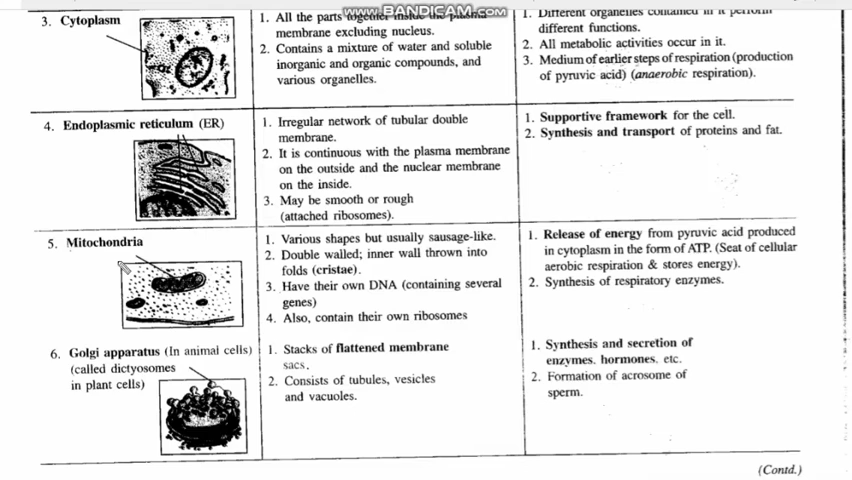 www.BANDICAM.com
3. Cytoplasm
1. All the parts together inside the plasma
membrane excluding nucleus.
2. Contains a mixture of water and soluble
inorganic and organic compounds, and
various organelles.
1. Different organelles contained in it perform
different functions.
2. All metabolic activities occur in it.
3. Medium of earlier steps of respiration (production
of pyruvic acid) (anaerobic respiration).
4. Endoplasmic reticulum (ER)
1. Irregular network of tubular double
membrane.
2. It is continuous with the plasma membrane
on the outside and the nuclear membrane
on the inside.
3. May be smooth or rough
(attached ribosomes).
1. Supportive framework for the cell.
2. Synthesis and transport of proteins and fat.
5. Mitochondria
1. Various shapes but usually sausage-like.
2. Double walled; inner wall thrown into
folds (cristae).
3. Have their own DNA (containing several
genes)
4. Also, contain their own ribosomes
1. Release of energy from pyruvic acid produced
in cytoplasm in the form of ATP. (Seat of cellular
aerobic respiration & stores energy).
2. Synthesis of respiratory enzymes.
6. Golgi apparatus (In animal cells)
(called dictyosomes
in plant cells)
1. Stacks of flattened membrane
sacs.
2. Consists of tubules, vesicles
and vacuoles.
1. Synthesis and secretion of
enzymes, hormones, etc.
2. Formation of acrosome of
sperm.
(Contd.)